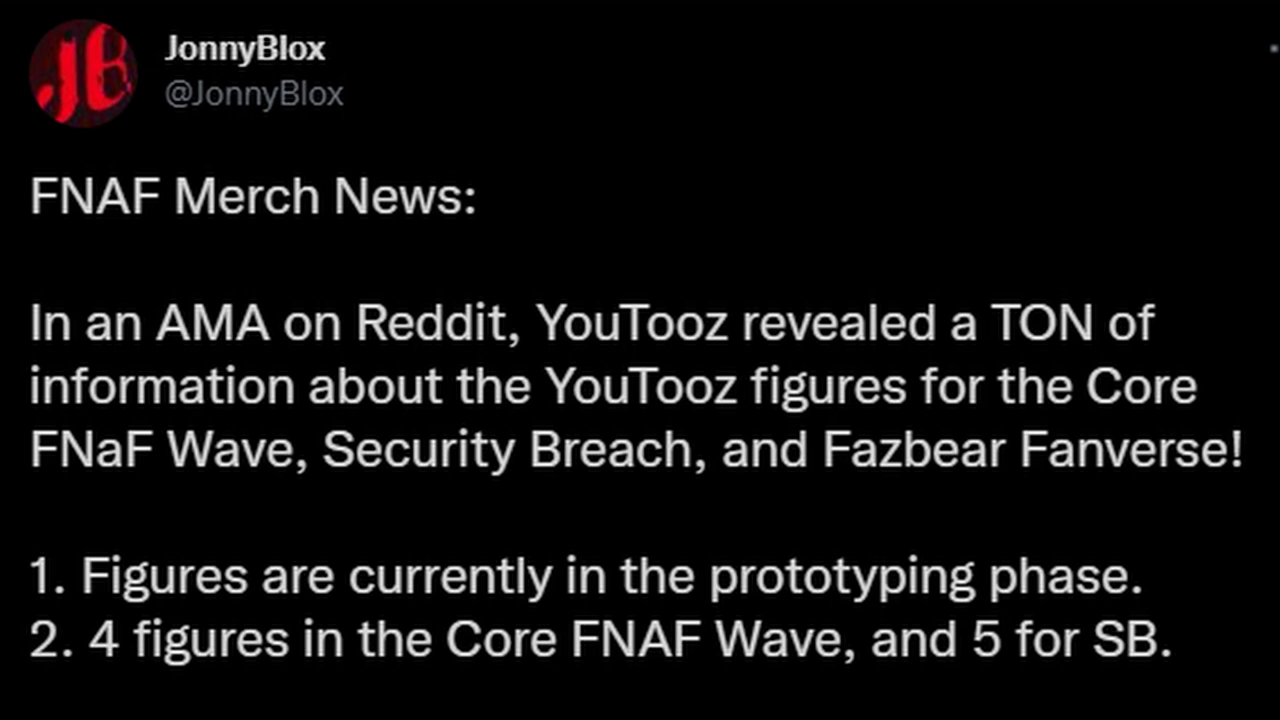 JB
JonnyBlox
@JonnyBlox
FNAF Merch News:
In an AMA on Reddit, YouTooz revealed a TON of
information about the YouTooz figures for the Core
FNaF Wave, Security Breach, and Fazbear Fanverse!
1. Figures are currently in the prototyping phase.
2. 4 figures in the Core FNAF Wave, and 5 for SB.